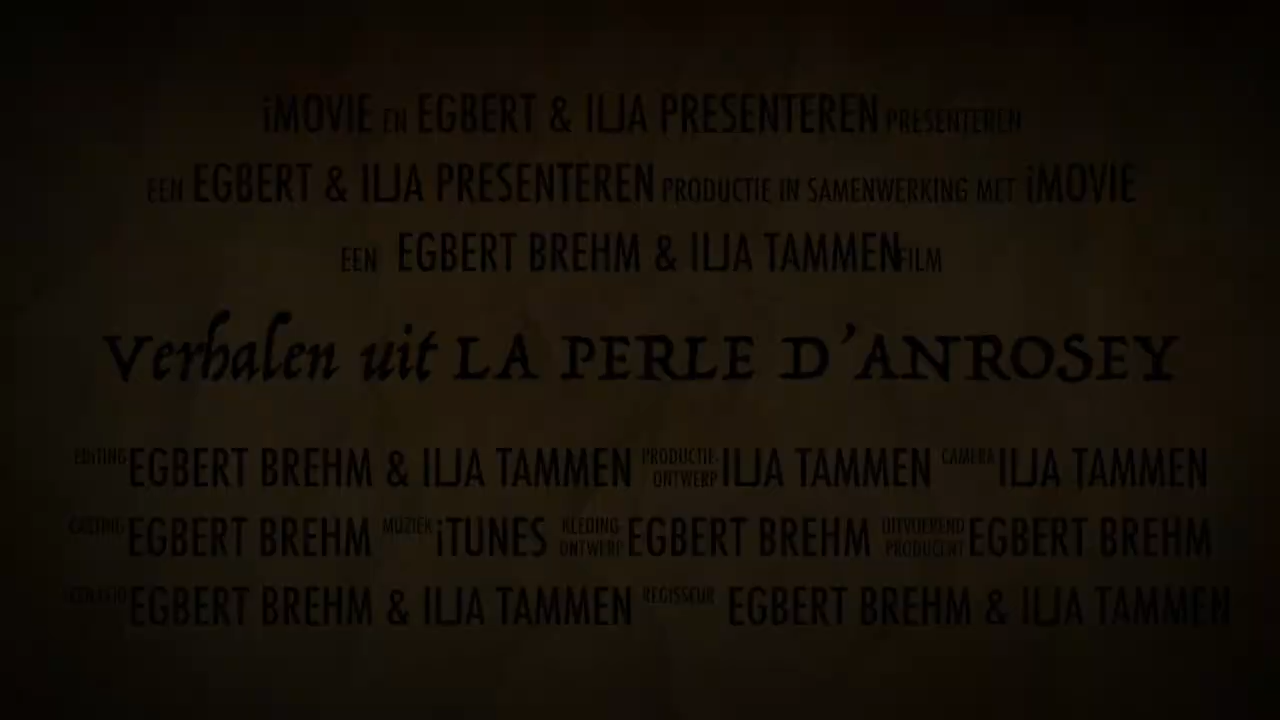 iMOVIE EN EGBERT & ILJA PRESENTEREN PRESENTEREN
EEN EGBERT & ILJA PRESENTEREN PRODUCTIE IN SAMENWERKING MET iMOVIE
EEN EGBERT BREHM & ILJA TAMMEN FILM
Verhalen uit LA PERLE D'ANROSEY
EDITING EGBERT BREHM & ILJA TAMMEN PRODUCTIE-ONTWERP ILJA TAMMEN CAMERA ILJA TAMMEN
CASTING EGBERT BREHM MUZIEK iTUNES KLEDING ONTWERP EGBERT BREHM UITVOEREND PRODUCENT EGBERT BREHM
EGBERT BREHM & ILJA TAMMEN REGISSEUR EGBERT BREHM & ILJA TAMMEN